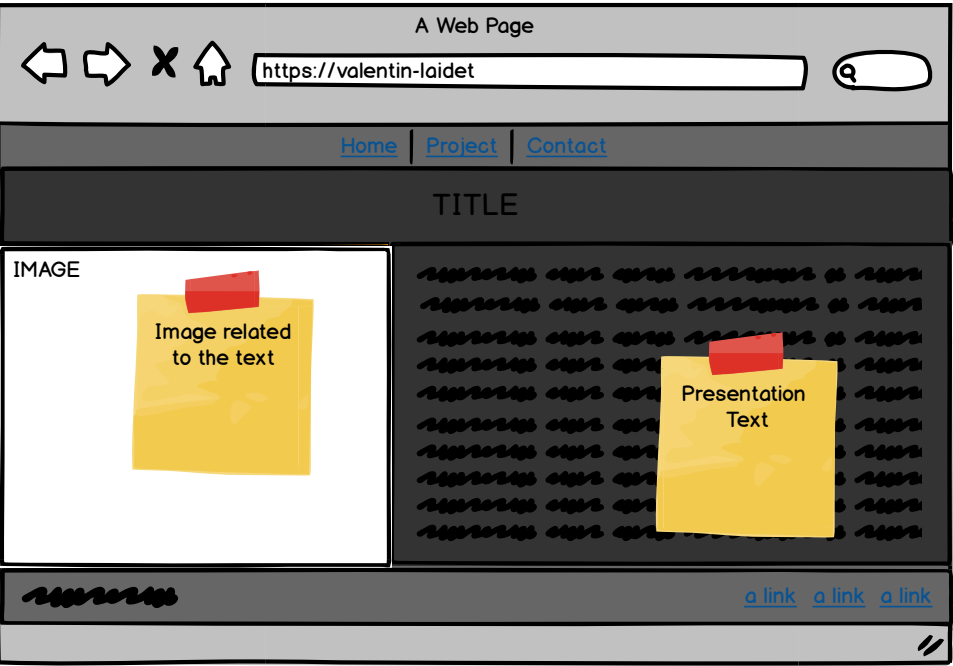 A Web Page
https://valentin-laidet
Home Project Contact
TITLE
IMAGE
Image related
to the text
Presentation
Text
a link a link a link